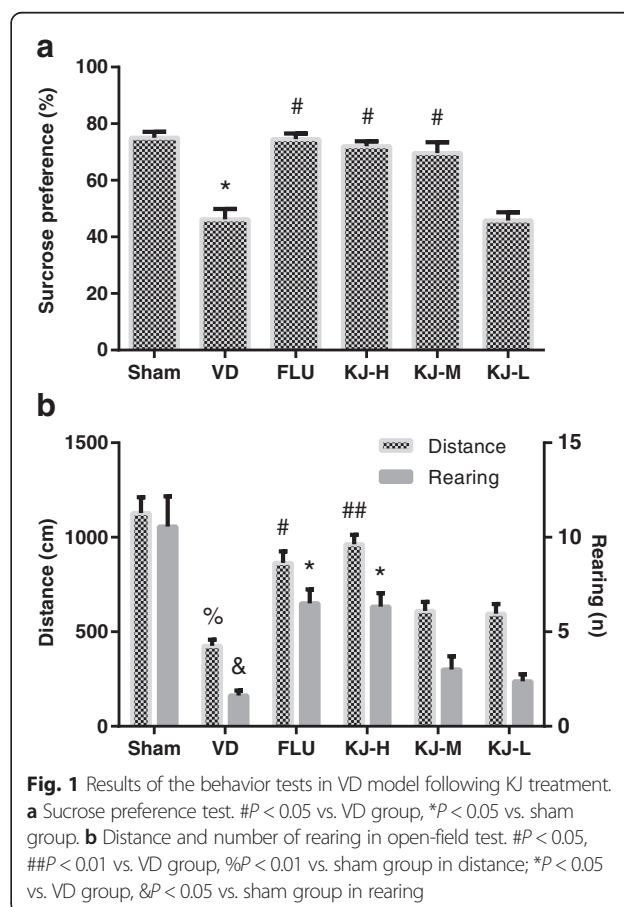 a
Surcrose preference (%)
100
80
60
40
20
0
*
#
#
#
Sham VD FLU KJ-H KJ-M KJ-L
b
Distance (cm)
1500
1000
500
0
Distance
Rearing
%
&
#
*
##
*
15
10
5
0
Rearing (n)
Sham VD FLU KJ-H KJ-M KJ-L
Fig. 1 Results of the behavior tests in VD model following KJ treatment.
a Sucrose preference test. #P < 0.05 vs. VD group, *P < 0.05 vs. sham
group. b Distance and number of rearing in open-field test. #P < 0.05,
##P < 0.01 vs. VD group, %P < 0.01 vs. sham group in distance; *P < 0.05
vs. VD group, &P < 0.05 vs. sham group in rearing